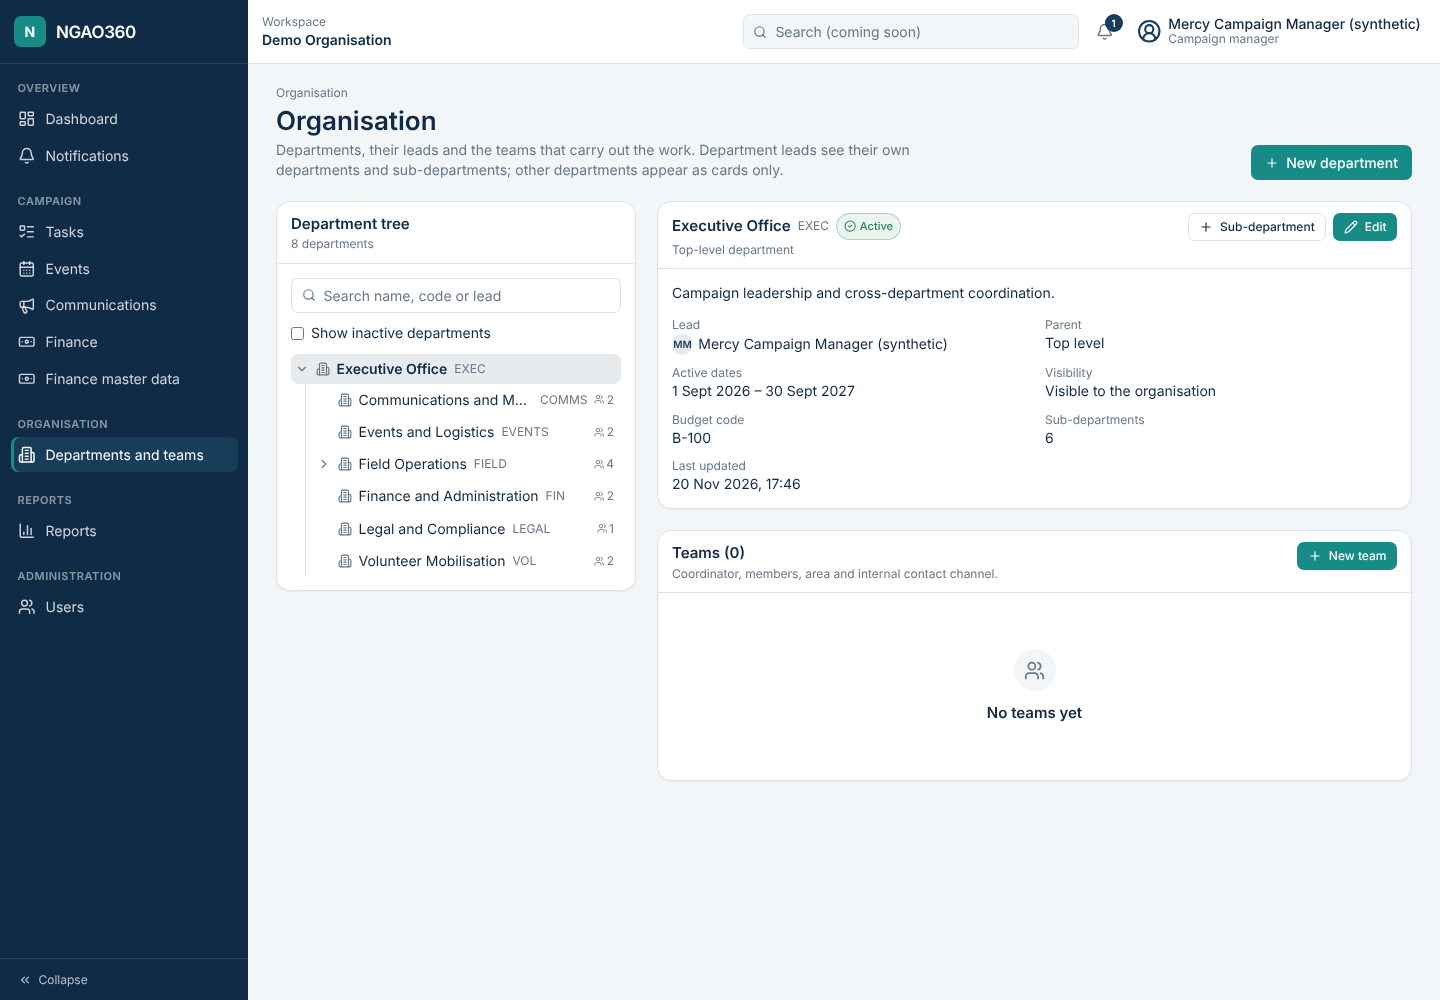 N
NGAO360
OVERVIEW
Dashboard
Notifications
CAMPAIGN
Tasks
Events
Communications
Finance
Finance master data
ORGANISATION
Departments and teams
REPORTS
Reports
ADMINISTRATION
Users
Collapse
Workspace
Demo Organisation
Search (coming soon)
1
Mercy Campaign Manager (synthetic)
Campaign manager
Organisation
Organisation
Departments, their leads and the teams that carry out the work. Department leads see their own
departments and sub-departments; other departments appear as cards only.
New department
Department tree
8 departments
Search name, code or lead
Show inactive departments
Executive Office EXEC
Communications and M... COMMS 2
Events and Logistics EVENTS 2
Field Operations FIELD 4
Finance and Administration FIN 2
Legal and Compliance LEGAL 1
Volunteer Mobilisation VOL 2
Executive Office EXEC Active
Top-level department
Sub-department
Edit
Campaign leadership and cross-department coordination.
Lead
MM Mercy Campaign Manager (synthetic)
Parent
Top level
Active dates
1 Sept 2026 – 30 Sept 2027
Visibility
Visible to the organisation
Budget code
B-100
Sub-departments
6
Last updated
20 Nov 2026, 17:46
Teams (0)
Coordinator, members, area and internal contact channel.
New team
No teams yet